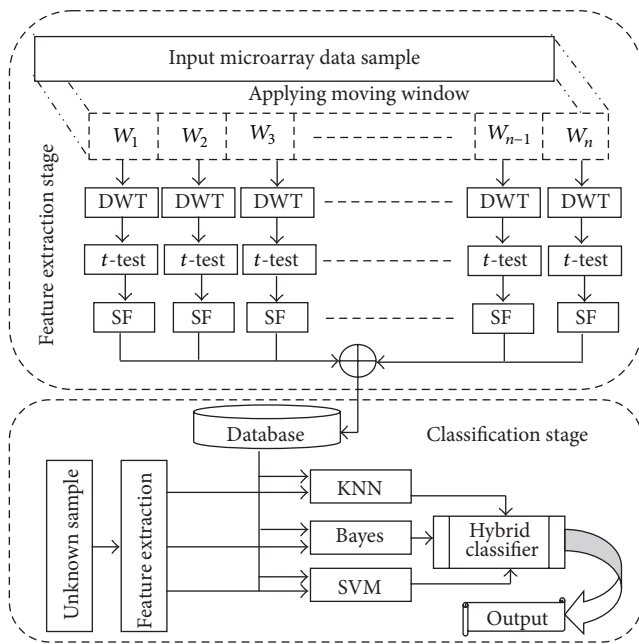 Input microarray data sample
Applying moving window
W1 W2 W3 Wn−1 Wn
DWT DWT DWT DWT DWT
t-test t-test t-test t-test t-test
SF SF SF SF SF
Feature extraction stage
Database
Classification stage
Unknown sample
Feature extraction
KNN
Bayes
SVM
Hybrid
classifier
Output